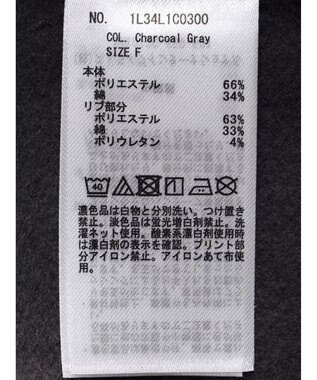 NO. 1L34L1C0300
COL. Charcoal Gray
SIZE F
本体
ポリエステル 66%
綿 34%
リブ部分
ポリエステル 63%
綿 33%
ポリウレタン 4%
40
濃色品は白物と分別洗い。つけ置き
禁止。淡色品は蛍光増白剤禁止。洗
濯ネット使用。酸素系漂白剤使用時
は漂白剤の表示を確認。プリント部
分アイロン禁止。アイロンあて布使
用。